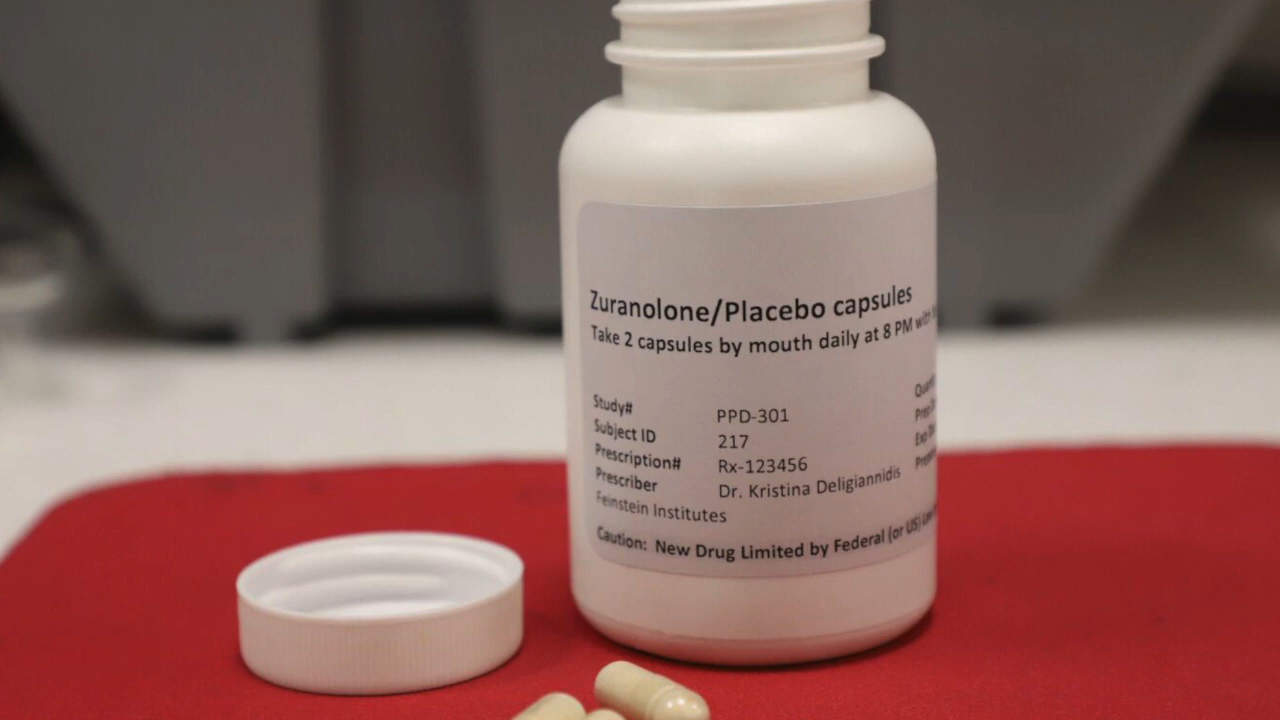 Zuranolone/Placebo capsules
Take 2 capsules by mouth daily at 8 PM with
Study# PPD-301
Subject ID 217
Prescription# Rx-123456
Prescriber Dr. Kristina Deligiannidis
Feinstein Institutes
Caution: New Drug Limited by Federal (or US)